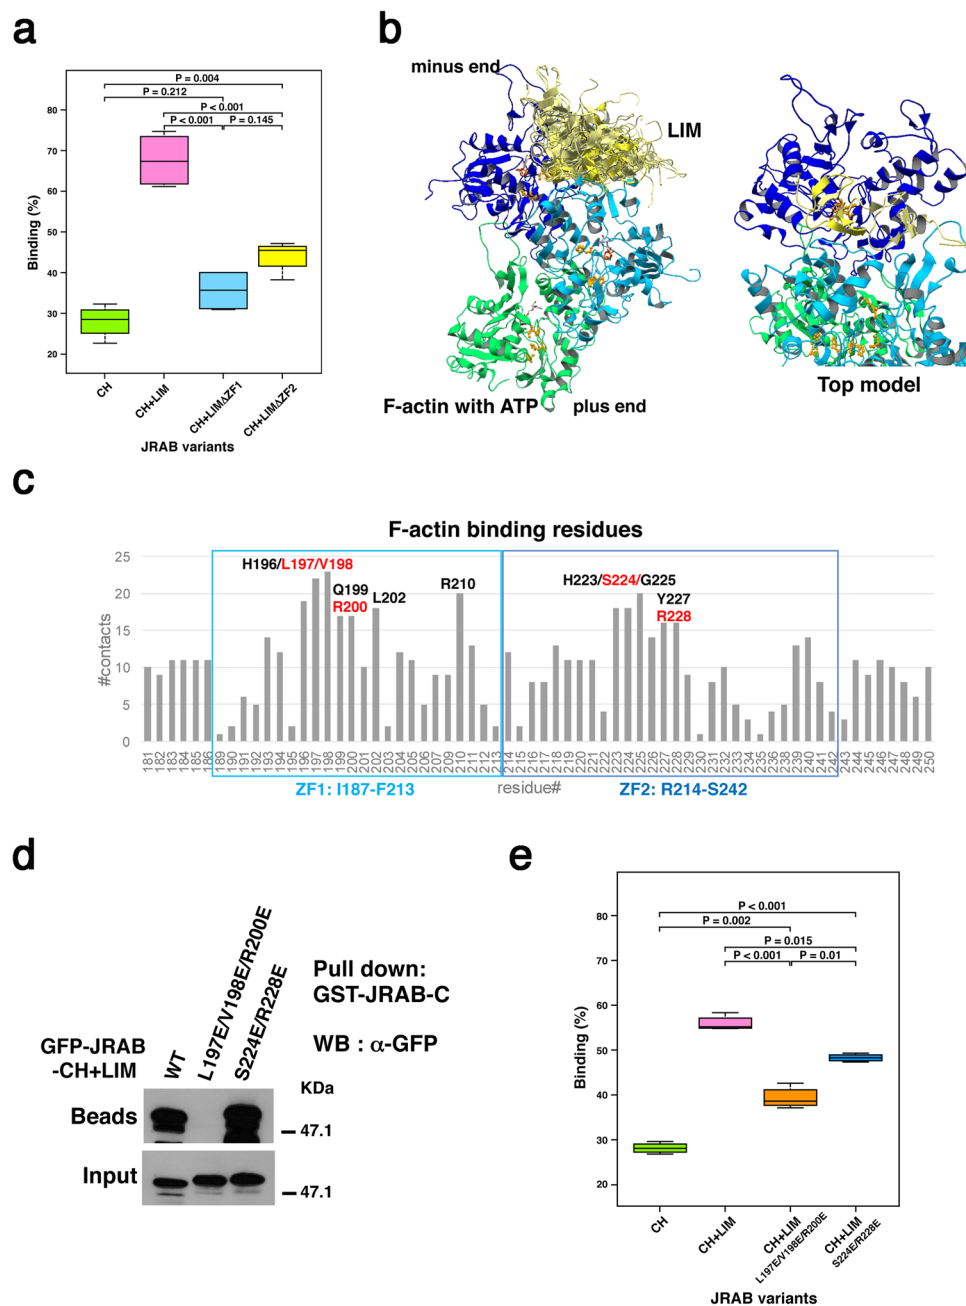 a
P = 0.004
P = 0.212
P < 0.001
P < 0.001
P = 0.145
80
70
60
50
40
30
20
Binding (%)
CH
CH+LIM
CH+LIMΔZF1
CH+LIMΔZF2
JRAB variants
b
minus end
LIM
F-actin with ATP
plus end
Top model
c
F-actin binding residues
25
20
15
10
5
0
#contacts
H196/L197/V198
Q199
R200
L202
R210
H223/S224/G225
Y227
R228
181 182 183 184 185 186 189 190 191 192 193 194 195 196 197 198 199 200 201 202 203 204 205 206 207 209 209 210 211 212 213 214 215 216 217 218 219 220 221 222 223 224 225 226 227 228 229 230 231 232 233 234 235 236 238 239 240 241 242 243 244 245 246 247 248 249 250
ZF1: I187-F213
residue#
ZF2: R214-S242
d
GFP-JRAB
-CH+LIM
WT
L197E/V198E/R200E
S224E/R228E
Pull down:
GST-JRAB-C
WB : α-GFP
KDa
Beads
47.1
Input
47.1
e
P < 0.001
P = 0.002
P = 0.015
P < 0.001
P = 0.01
80
70
60
50
40
30
20
Binding (%)
CH
CH+LIM
CH+LIM
L197E/V198E/R200E
CH+LIM
S224E/R228E
JRAB variants